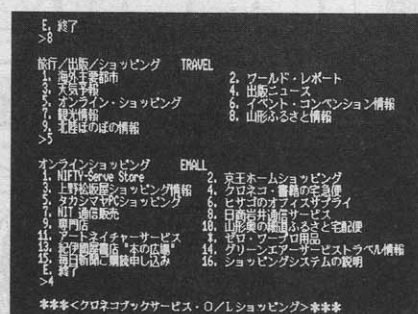 E. 終了
>8
旅行/出版/ショッピング TRAVEL
1. 海外主要都市 2. ワールド・レポート
3. 天気予報 4. 出版ニュース
5. オンライン・ショッピング 6. イベント・コンベンション情報
7. 観光情報 8. 山形ふるさと情報
9. 北陸ほのぼの情報
>5
オンラインショッピング EMALL
1. NIFTY-Serve Store 2. 京王ホームショッピング
3. 上野松坂屋ショッピング情報 4. クロネコ・書籍の宅急便
5. タカシマヤPCショッピング 6. ヒサゴのオフィスサプライ
7. NIT 通信販売 8. 日商岩井通信サービス
9. 専門店 10. 山形美の郷直ふるさと宅配便
11. アートネイチャーサービス ゼロ・ワープロ用品
13. 紀伊國屋書店 "本の広場" 14. グリーンエアーサービストラベル情報
15. 毎日新聞ご購読申し込み 16. ショッピングシステムの説明
E. 終了
>4
***<クロネコブックサービス・O/Lショッピング>***